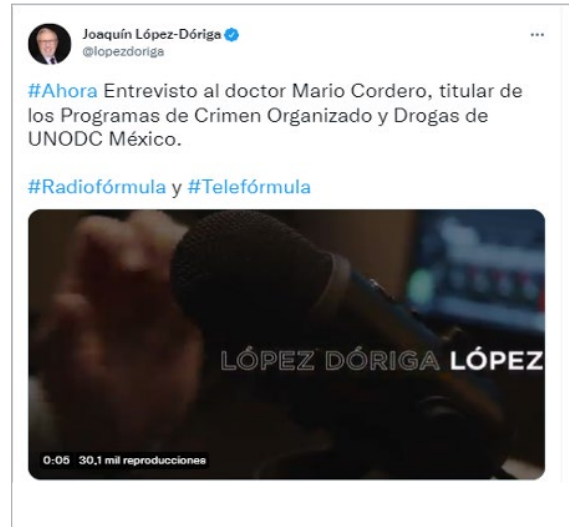 Joaquín López-Dóriga
@lopezdoriga
#Ahora Entrevisto al doctor Mario Cordero, titular de
los Programas de Crimen Organizado y Drogas de
UNODC México.
#Radiofórmula y #Telefórmula
LÓPEZ DÓRIGA LÓPEZ
0:05 30,1 mil reproducciones